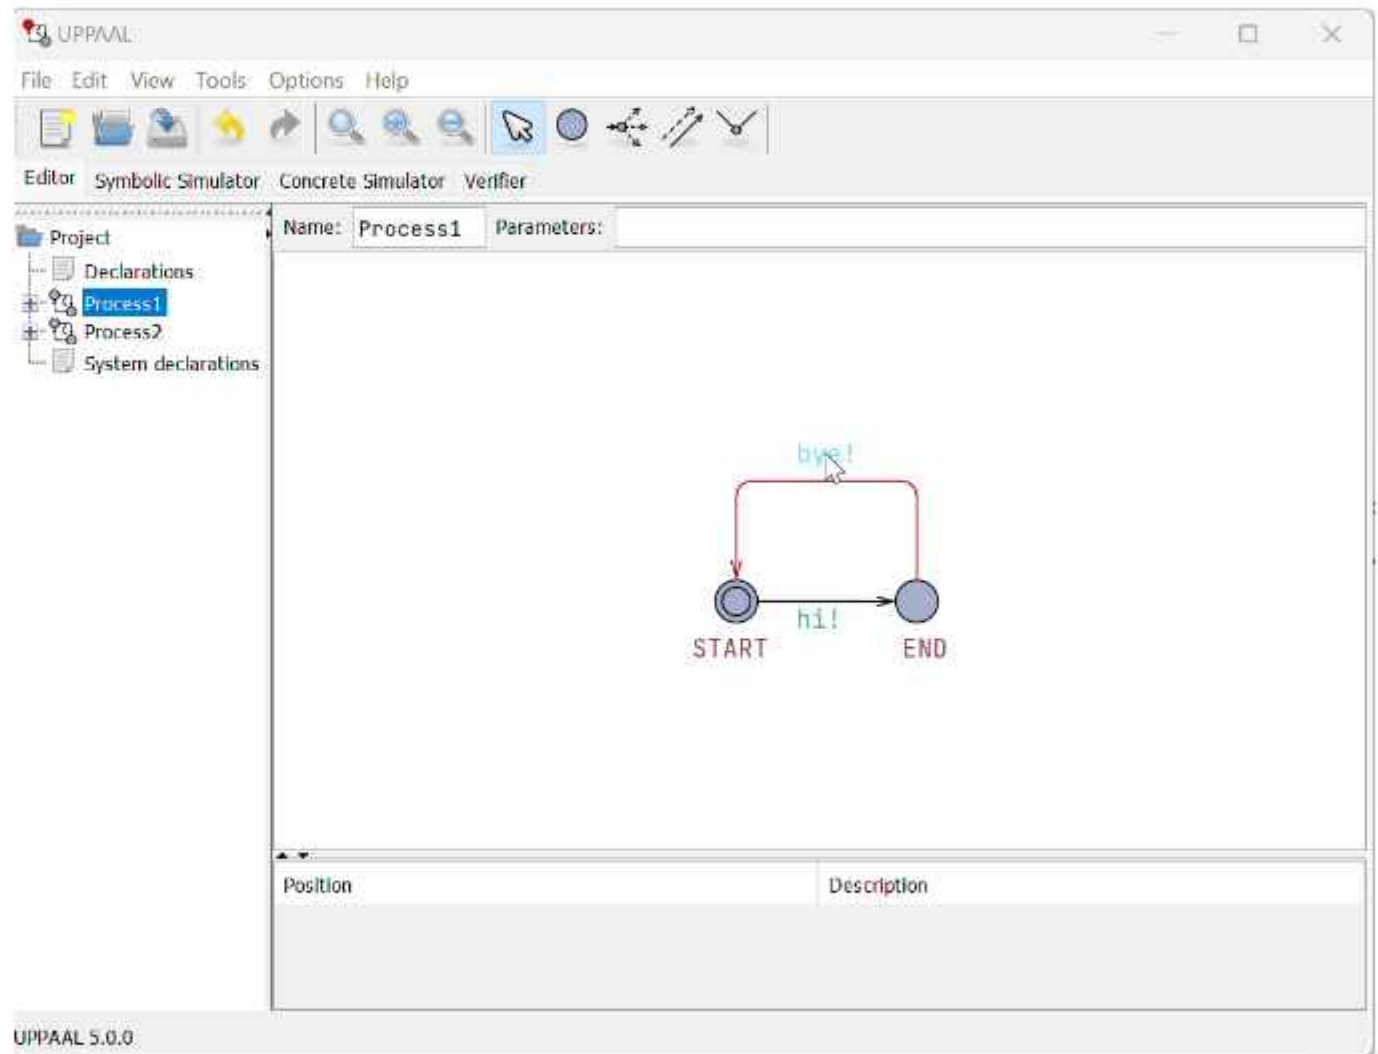 UPPAAL
File Edit View Tools Options Help
Editor Symbolic Simulator Concrete Simulator Verifier
Name: Process1 Parameters:
Project
Declarations
Process1
Process2
System declarations
bye!
hi!
START END
Position Description
UPPAAL 5.0.0